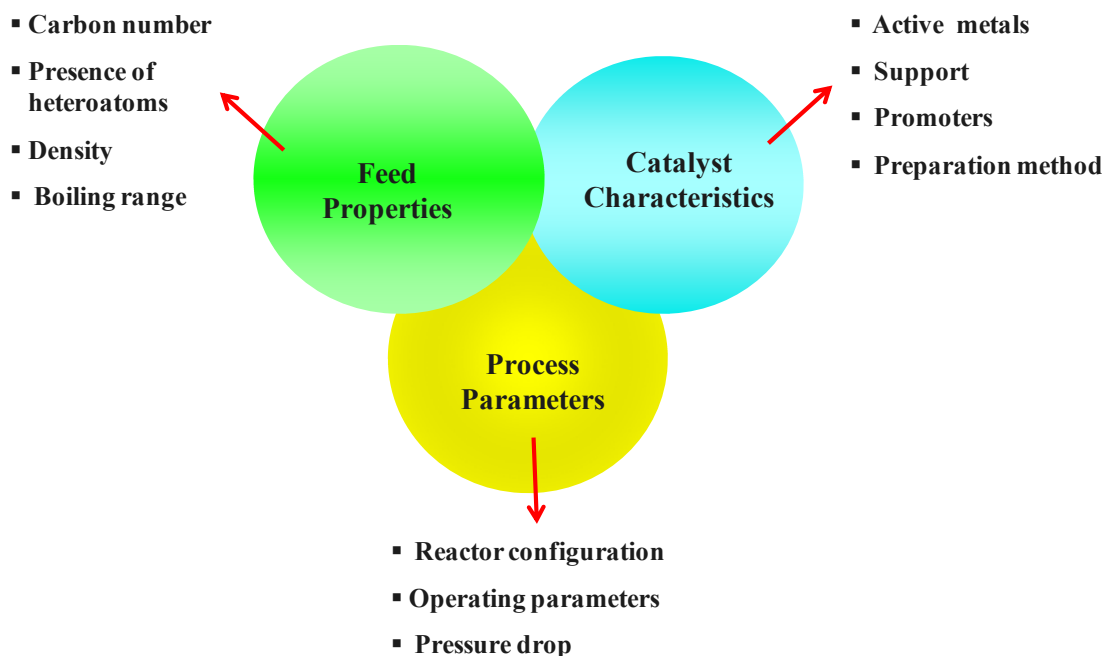 ▪ Carbon number
▪ Presence of
heteroatoms
▪ Density
▪ Boiling range
▪ Active metals
▪ Support
▪ Promoters
▪ Preparation method
Feed
Properties
Catalyst
Characteristics
Process
Parameters
▪ Reactor configuration
▪ Operating parameters
▪ Pressure drop